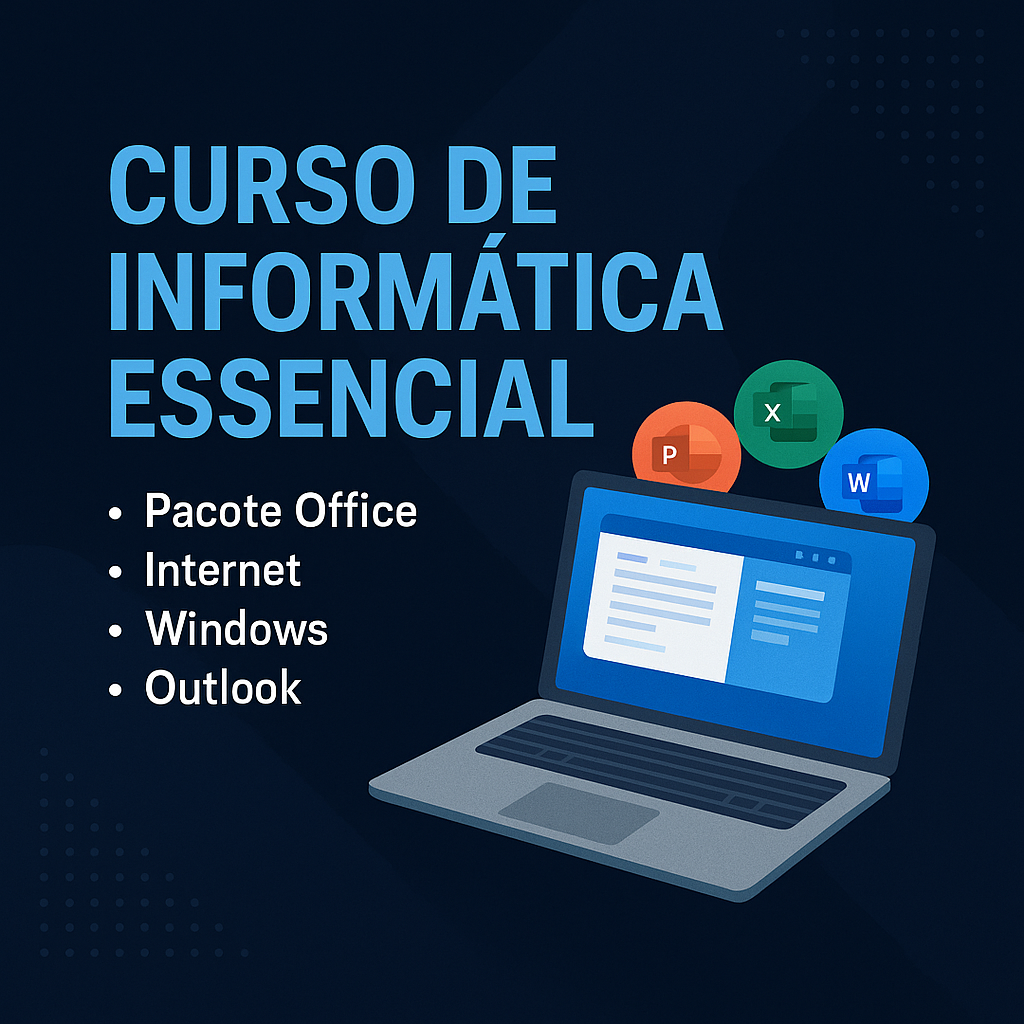 CURSO DE
INFORMÁTICA
ESSENCIAL
• Pacote Office
• Internet
• Windows
• Outlook
P
X
W